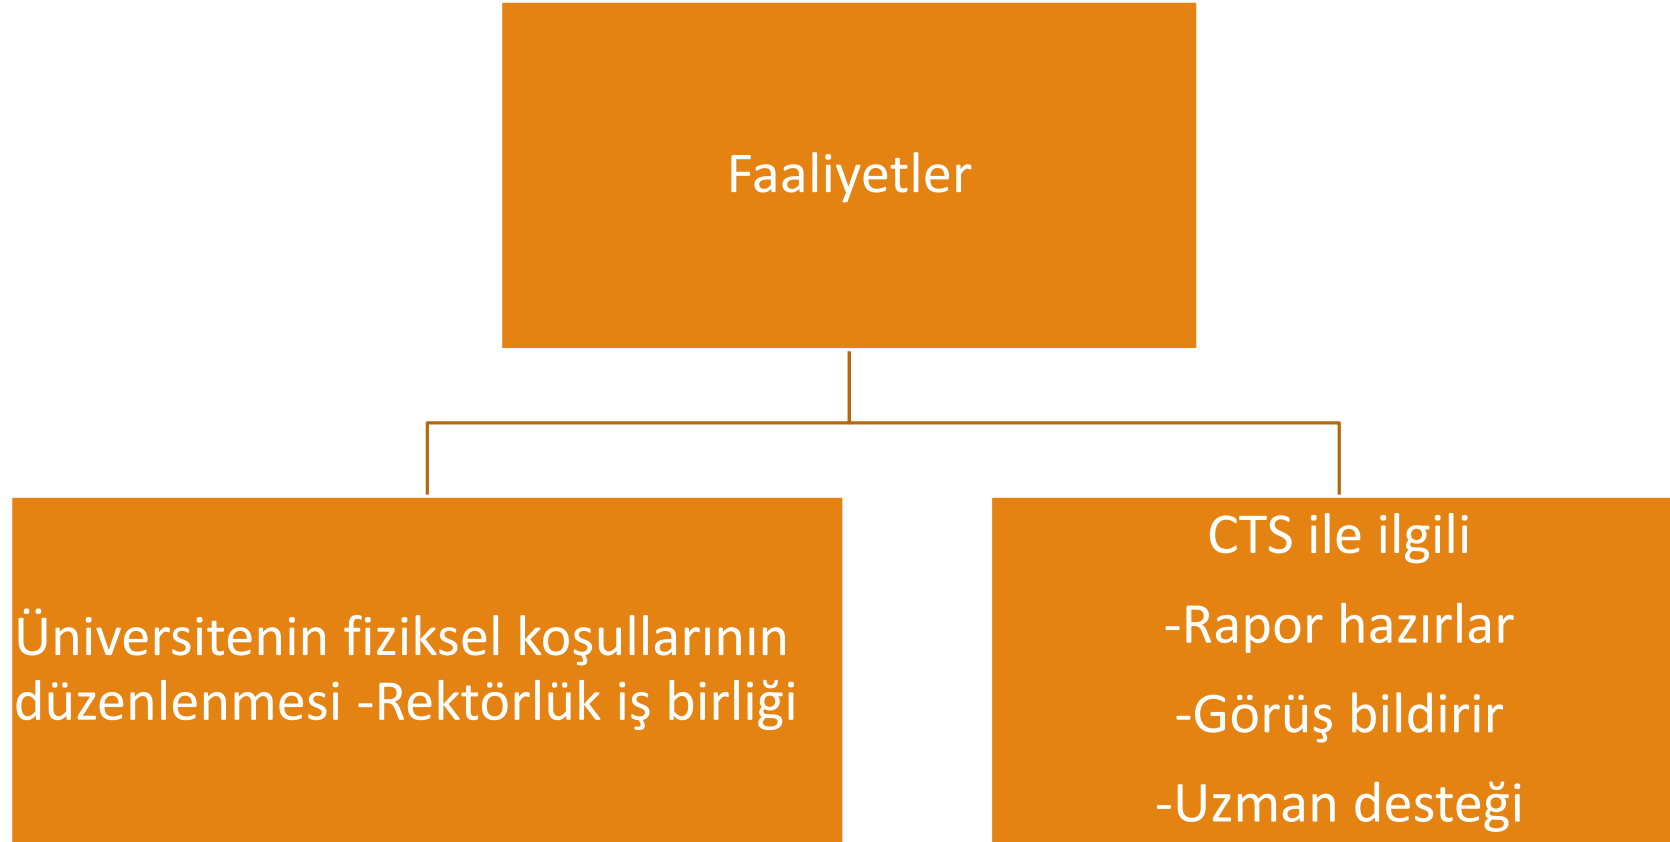 Faaliyetler
Üniversitenin fiziksel koşullarının
düzenlenmesi -Rektörlük iş birliği
CTS ile ilgili
-Rapor hazırlar
-Görüş bildirir
-Uzman desteği